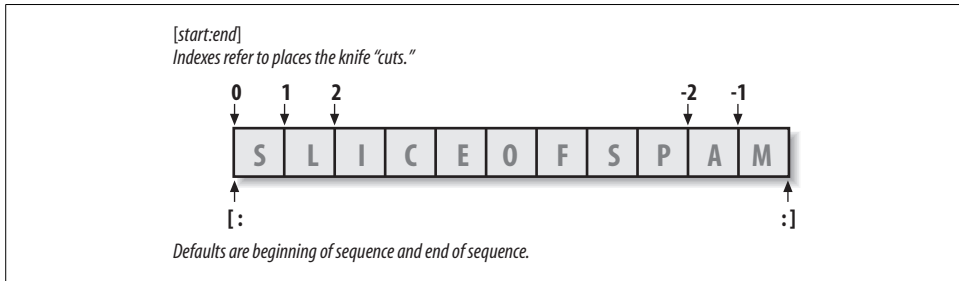 [start:end]
Indexes refer to places the knife “cuts.”
0 1 2 -2 -1
S L I C E O F S P A M
[: :]
Defaults are beginning of sequence and end of sequence.